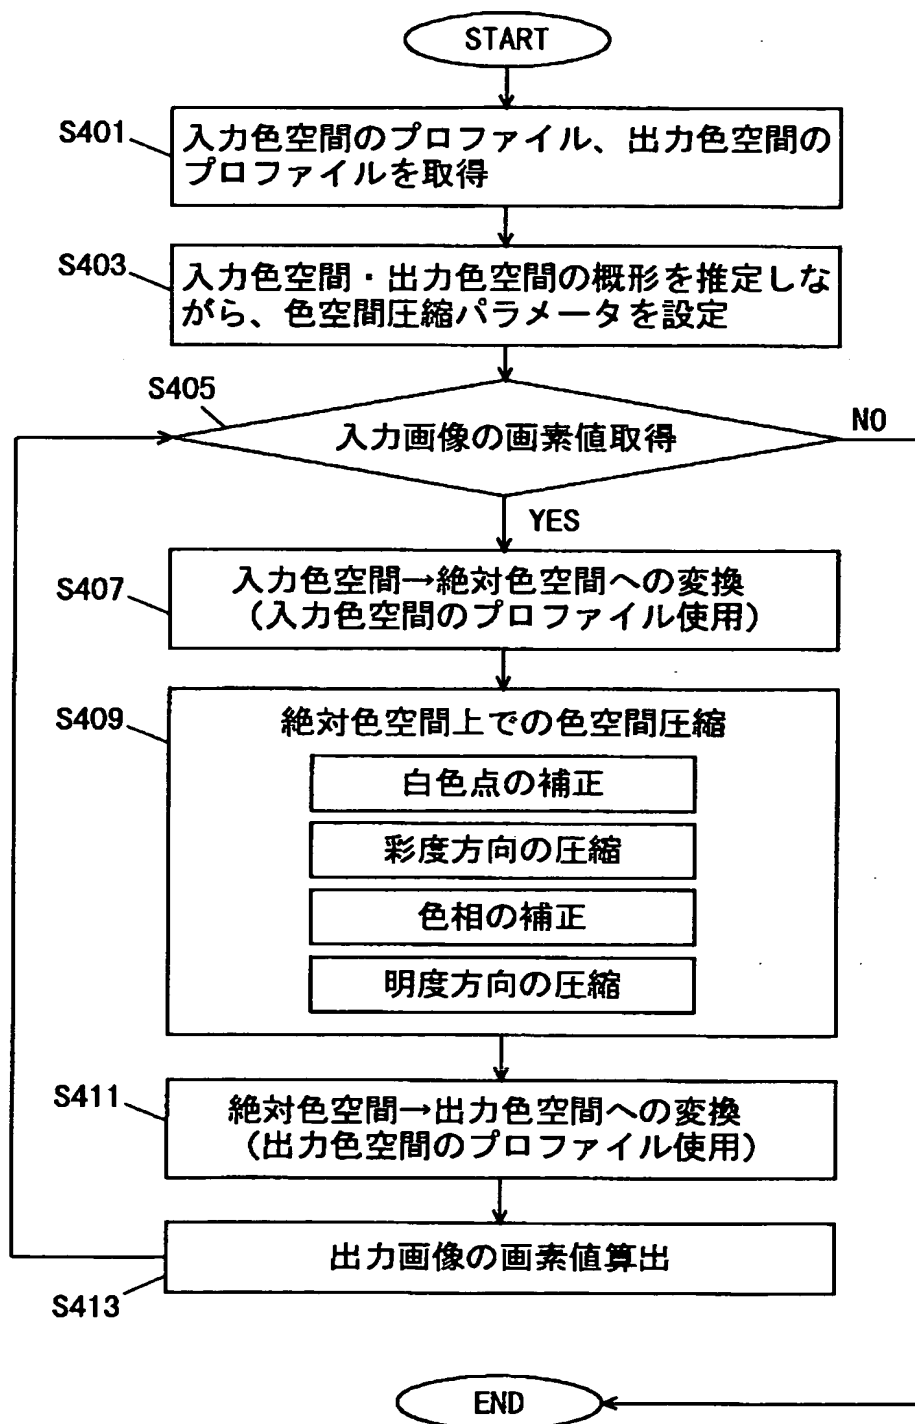 START
S401
入力色空間のプロファイル、出力色空間の
プロファイルを取得
S403
入力色空間・出力色空間の概形を推定しな
がら、色空間圧縮パラメータを設定
S405
入力画像の画素値取得
NO
YES
S407
入力色空間→絶対色空間への変換
（入力色空間のプロファイル使用）
S409
絶対色空間上での色空間圧縮
白色点の補正
彩度方向の圧縮
色相の補正
明度方向の圧縮
S411
絶対色空間→出力色空間への変換
（出力色空間のプロファイル使用）
出力画像の画素値算出
S413
END